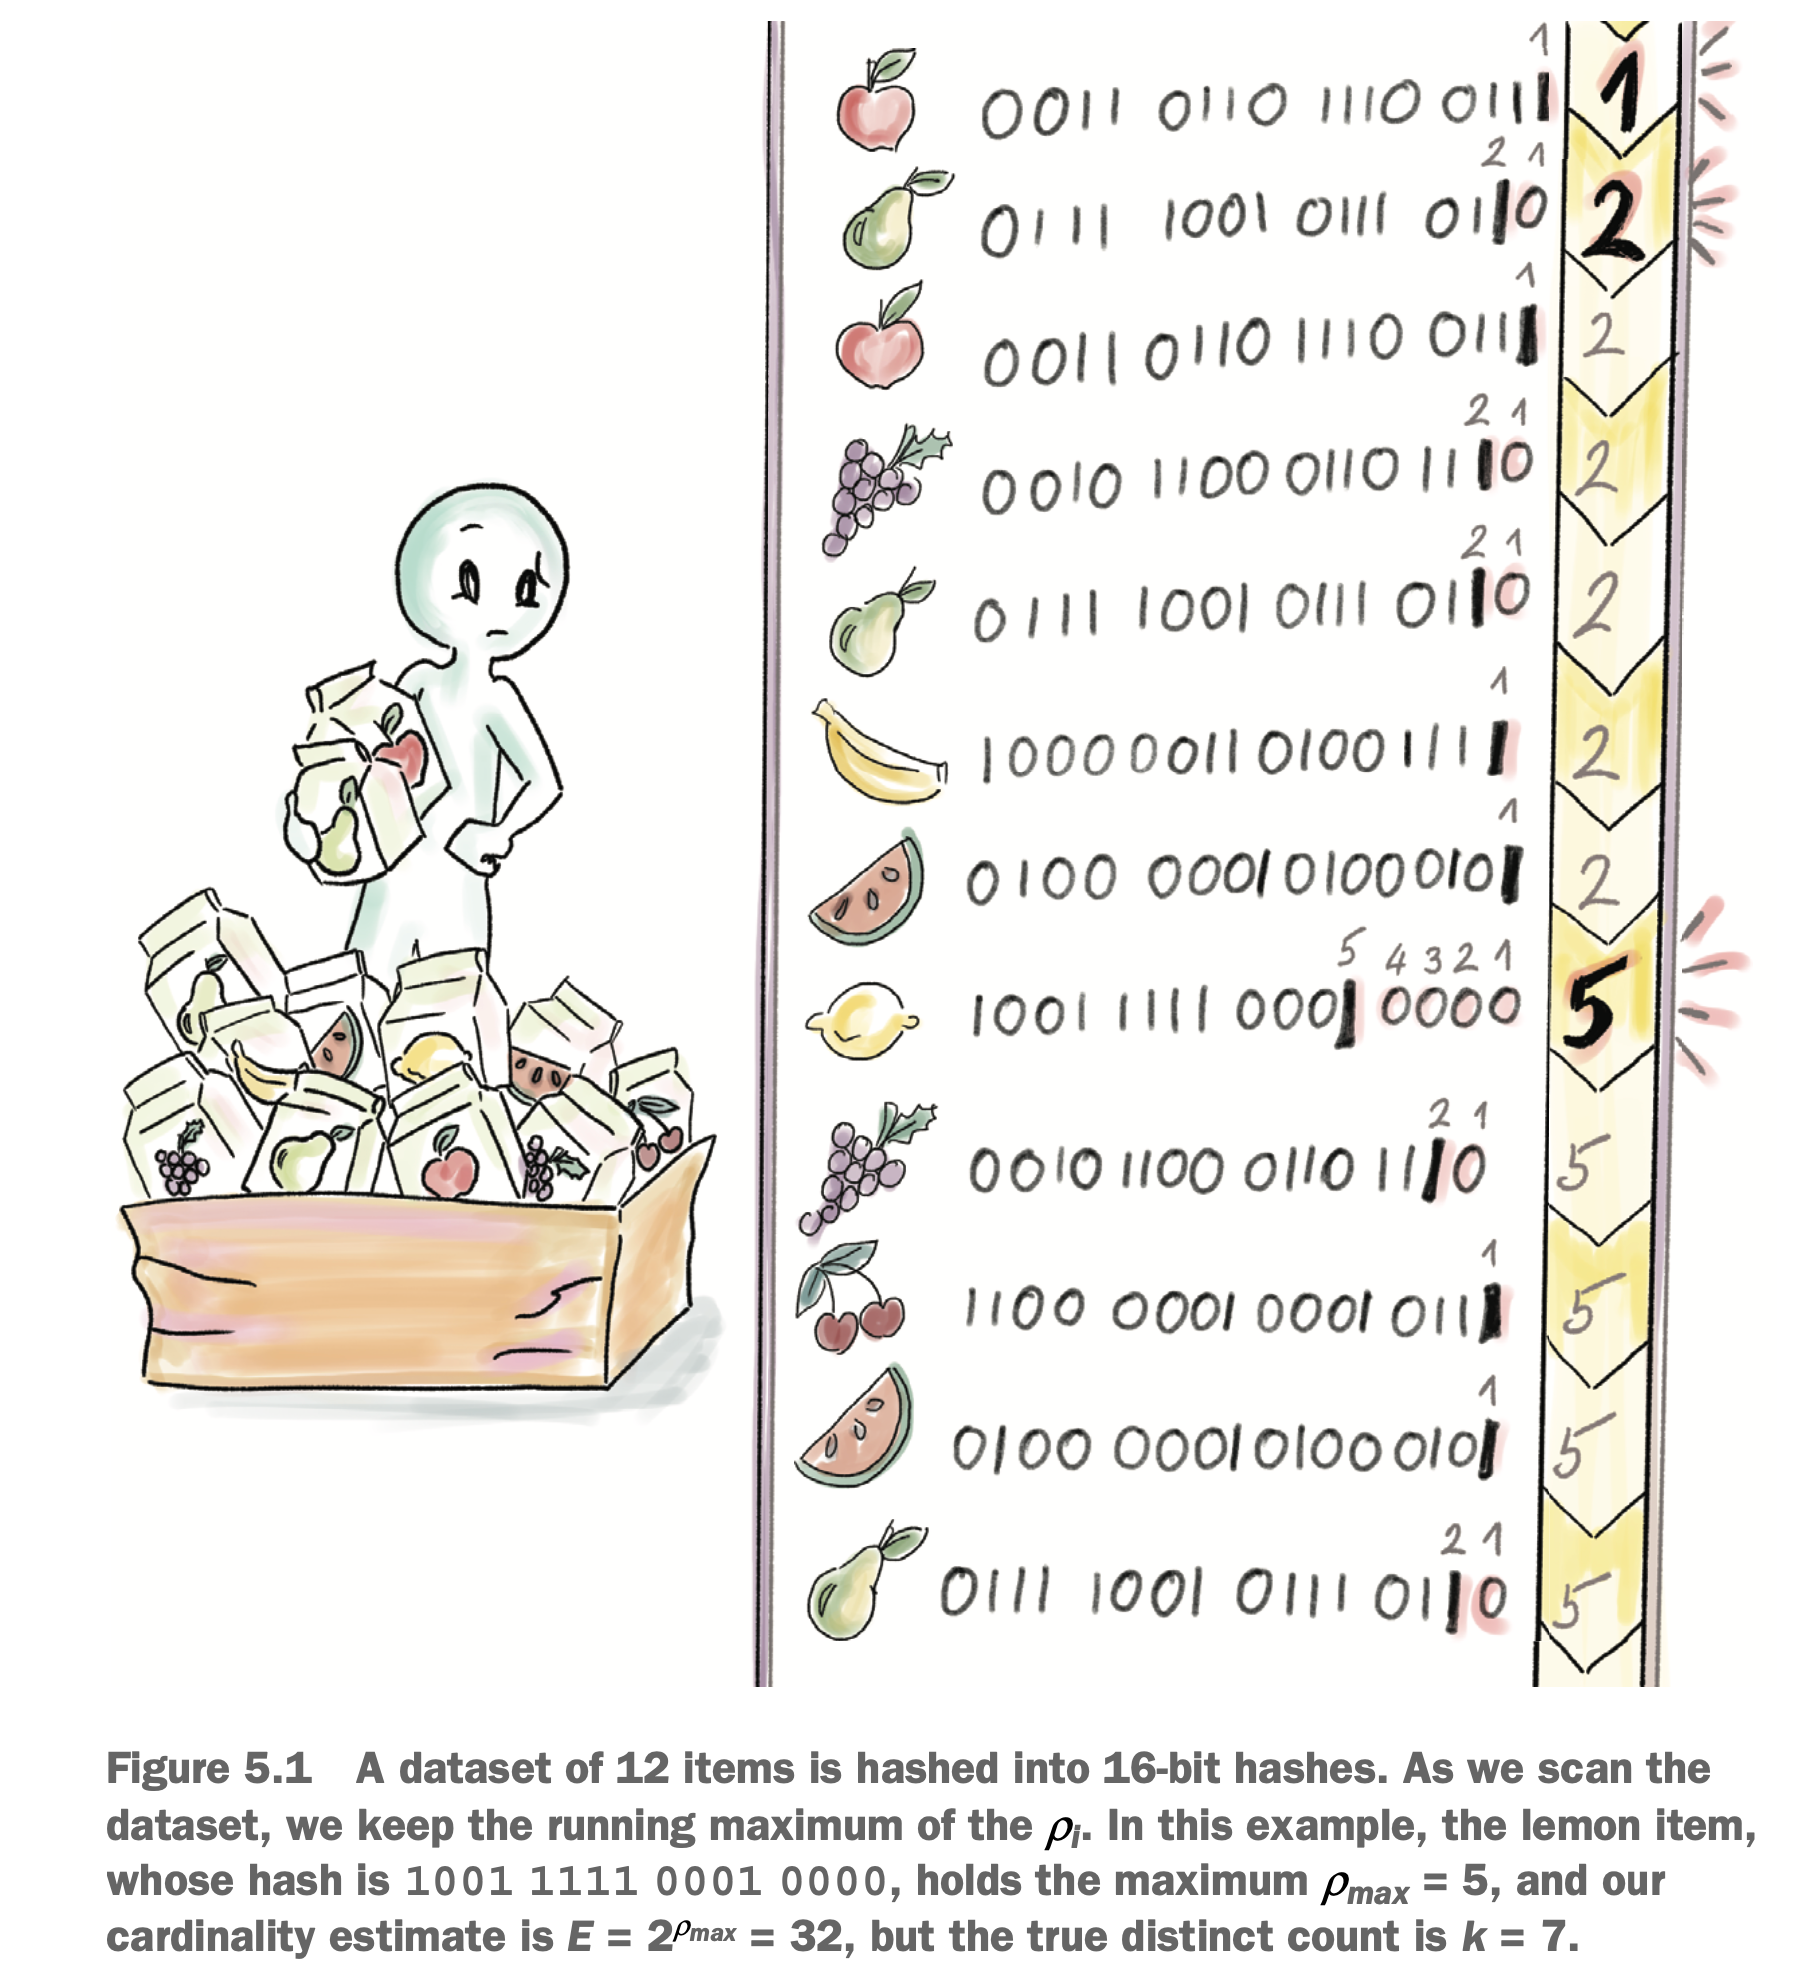 1
0011 0110 1110 0111 1
2 1
0111 1001 0111 0110 2
1
0011 0110 1110 0111 2
2 1
0010 1100 0110 1110 2
2 1
0111 1001 0111 0110 2
1
1000 0011 0100 1111 2
1
0100 0001 0100 0101 2
5 4 3 2 1
1001 1111 0001 0000 5
2 1
0010 1100 0110 1110 5
1
1100 0001 0001 0111 5
1
0100 0001 0100 0101 5
2 1
0111 1001 0111 0110 5
Figure 5.1 A dataset of 12 items is hashed into 16-bit hashes. As we scan the
dataset, we keep the running maximum of the ρi. In this example, the lemon item,
whose hash is 1001 1111 0001 0000, holds the maximum ρmax = 5, and our
cardinality estimate is E = 2^ρmax = 32, but the true distinct count is k = 7.